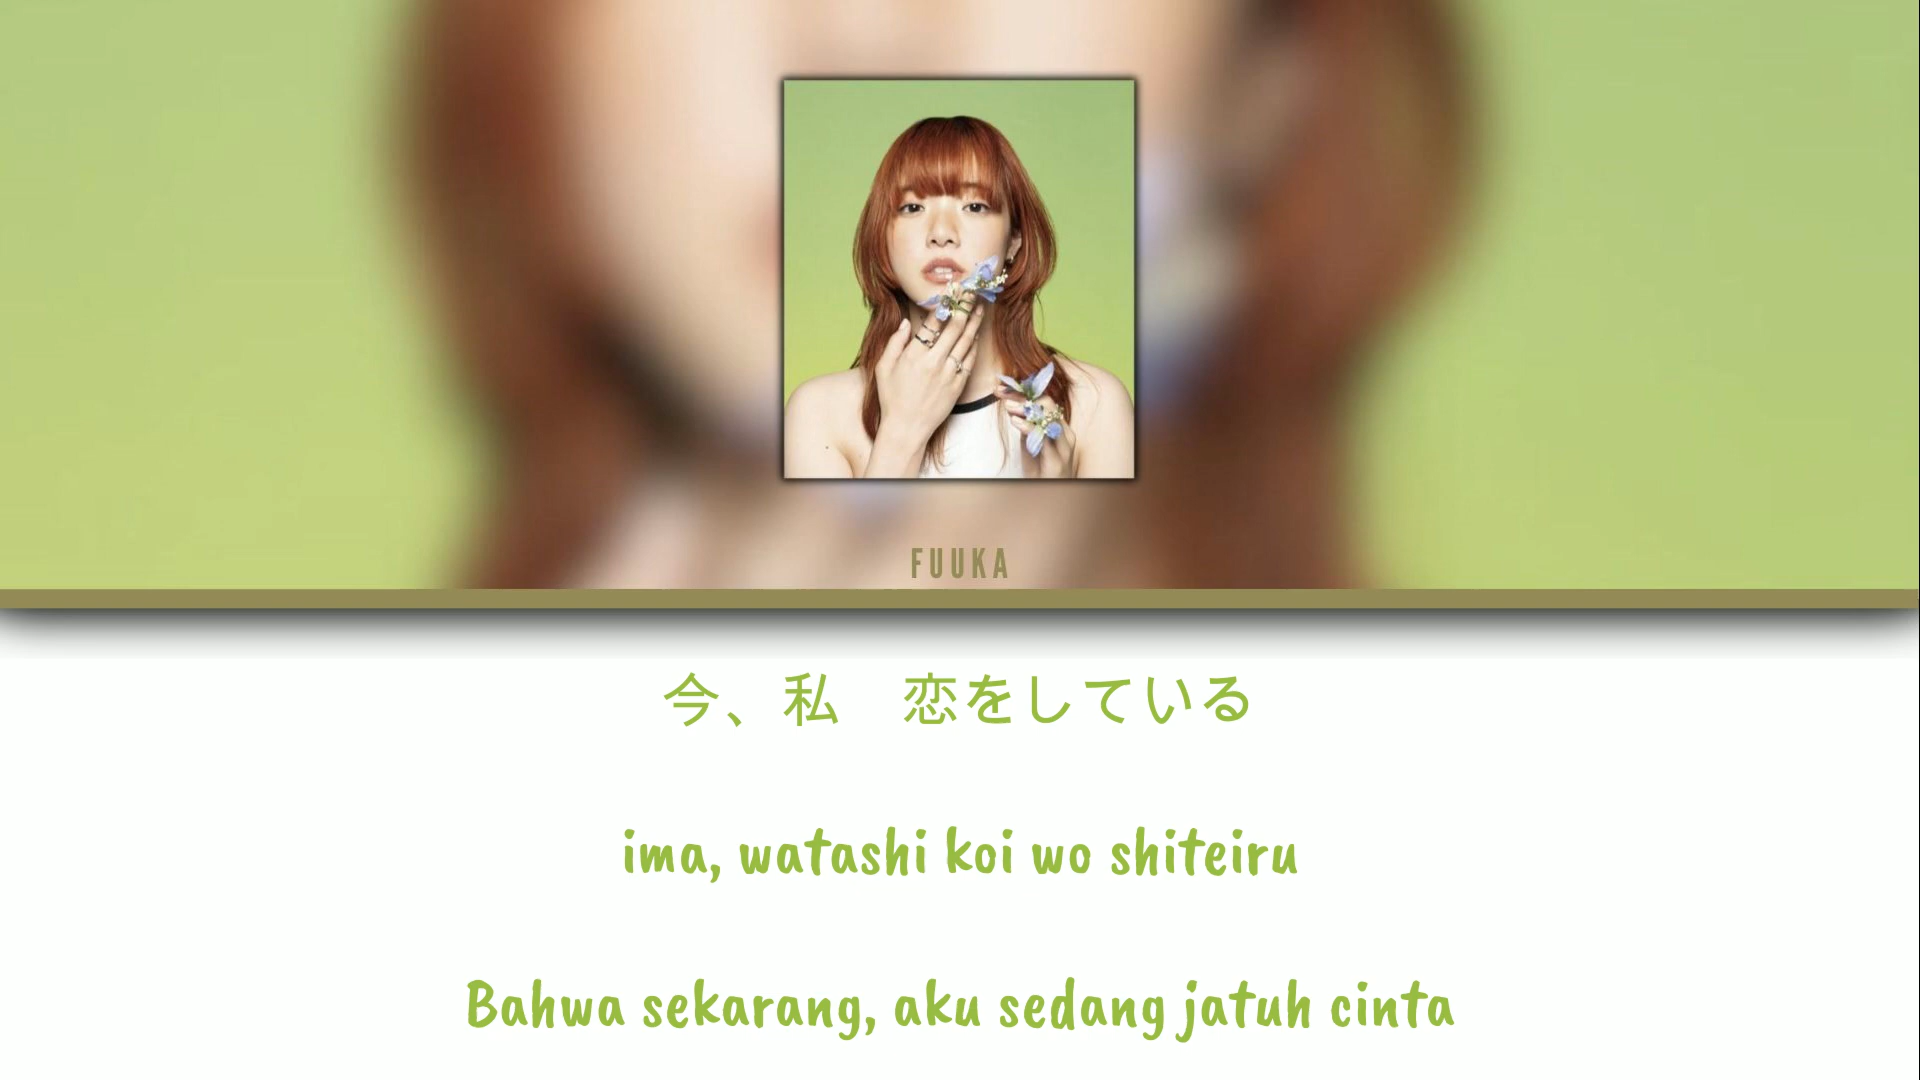 FUUKA
今、私　恋をしている
ima, watashi koi wo shiteiru
Bahwa sekarang, aku sedang jatuh cinta